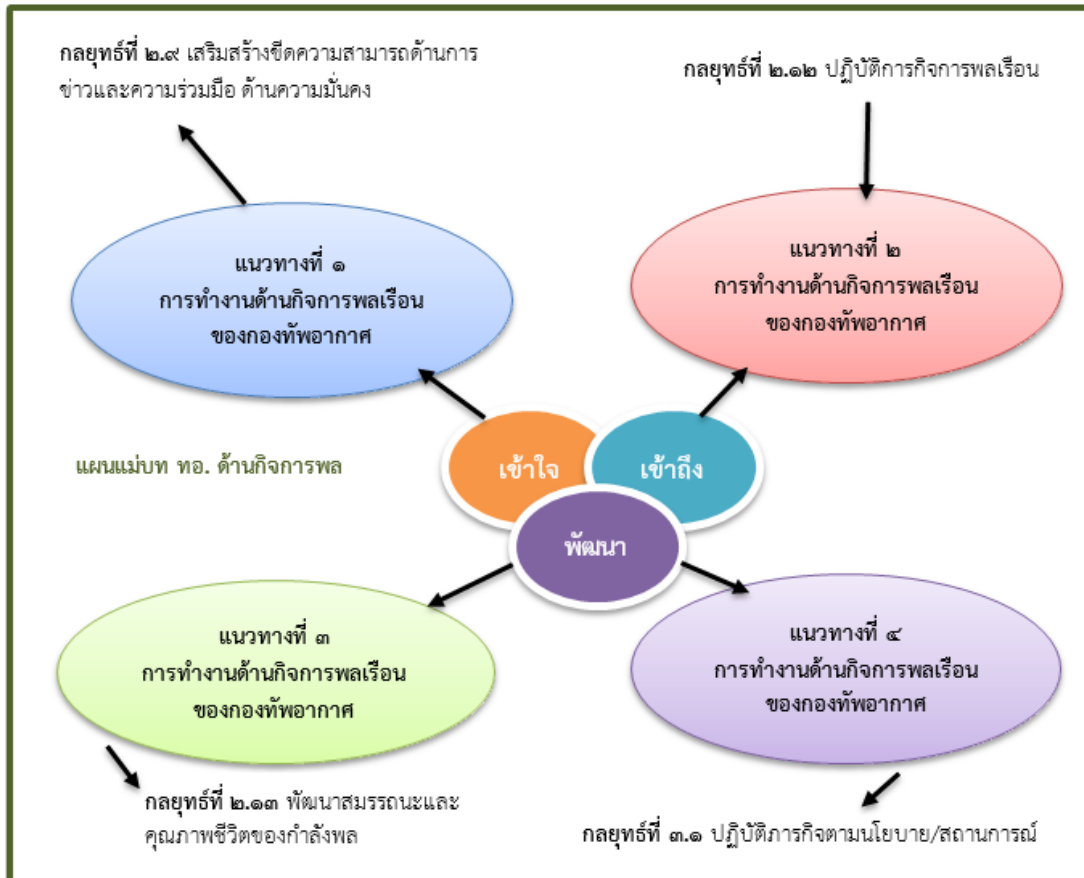 กลยุทธ์ที่ ๒.๙ เสริมสร้างขีดความสามารถด้านการ
ข่าวและความร่วมมือ ด้านความมั่นคง
กลยุทธ์ที่ ๒.๑๒ ปฏิบัติการกิจการพลเรือน
แนวทางที่ ๑
การทำงานด้านกิจการพลเรือน
ของกองทัพอากาศ
แนวทางที่ ๒
การทำงานด้านกิจการพลเรือน
ของกองทัพอากาศ
แผนแม่บท ทอ. ด้านกิจการพล
เข้าใจ
เข้าถึง
พัฒนา
แนวทางที่ ๓
การทำงานด้านกิจการพลเรือน
ของกองทัพอากาศ
แนวทางที่ ๔
การทำงานด้านกิจการพลเรือน
ของกองทัพอากาศ
กลยุทธ์ที่ ๒.๑๓ พัฒนาสมรรถนะและ
คุณภาพชีวิตของกำลังพล
กลยุทธ์ที่ ๓.๑ ปฏิบัติภารกิจตามนโยบาย/สถานการณ์